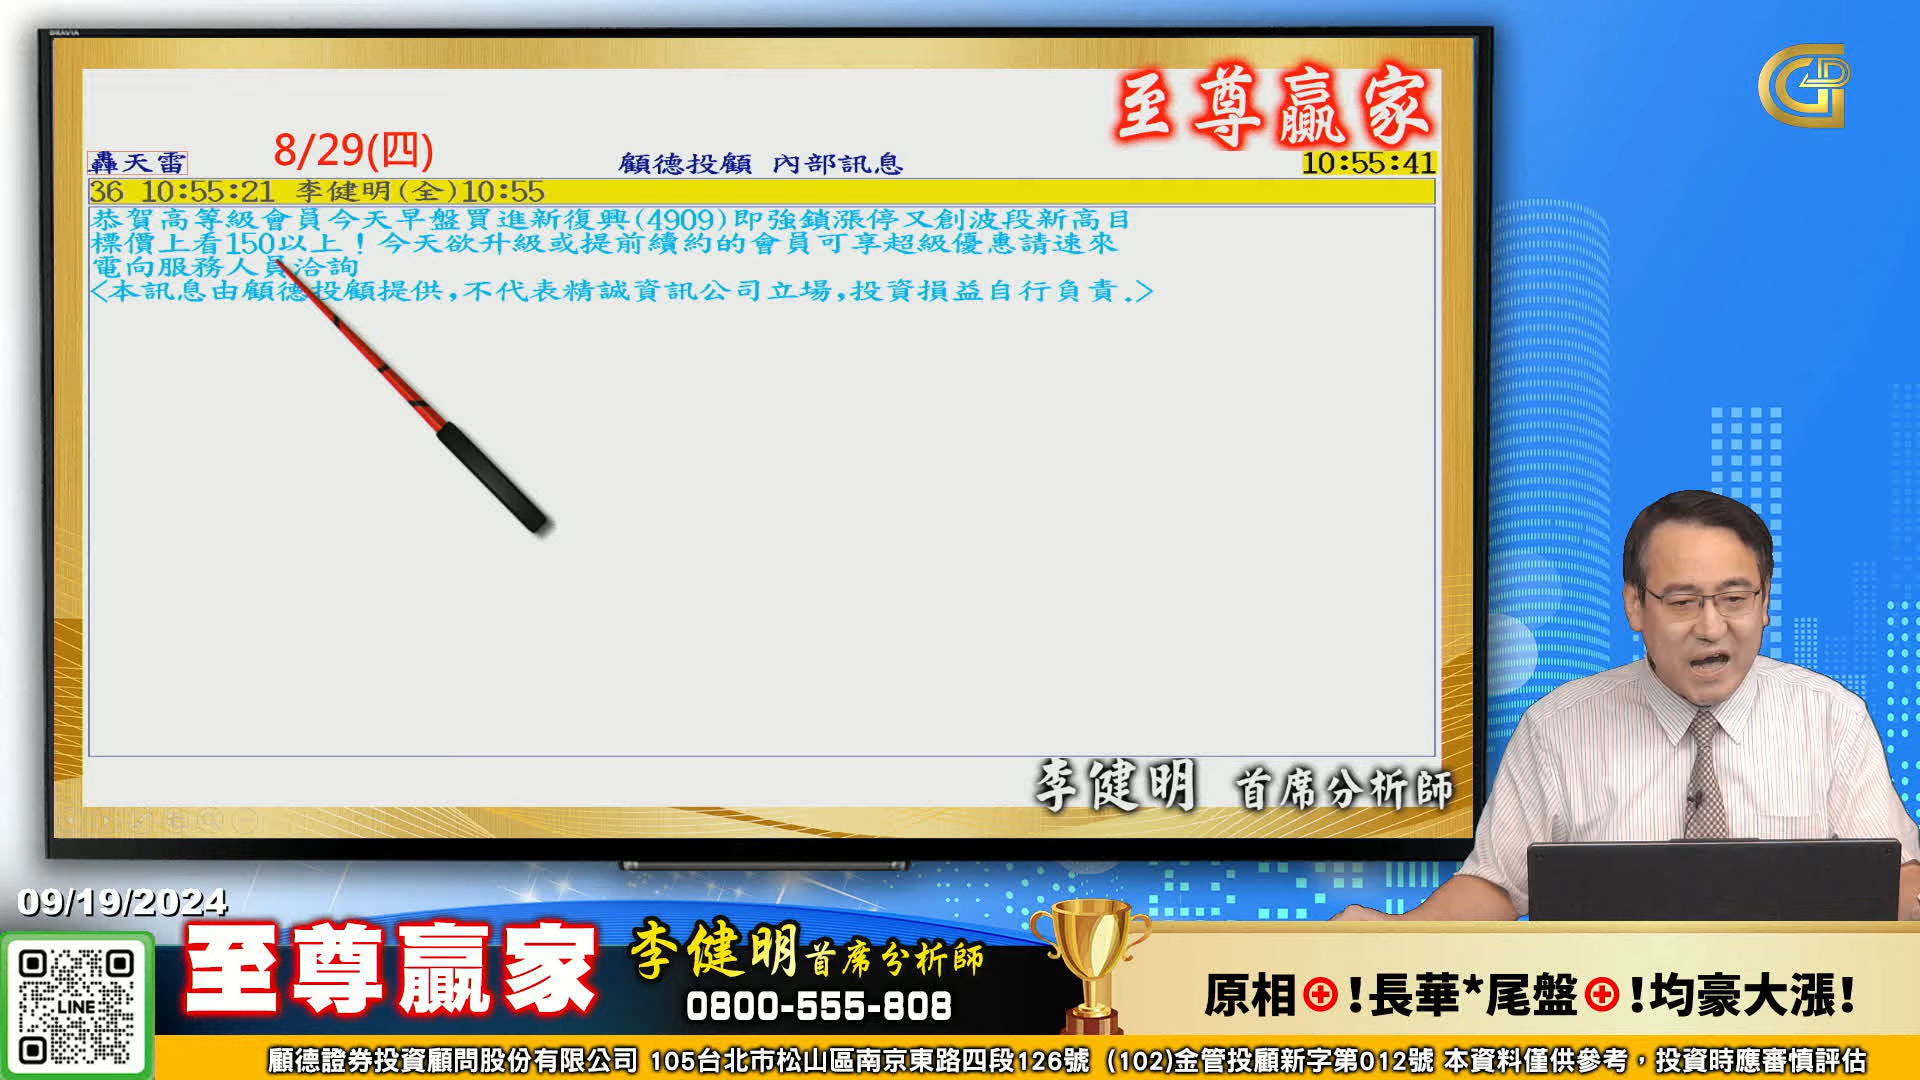 BRAVIA
至尊贏家
8/29(四)
轟天雷
顧德投顧 內部訊息
10:55:41
36 10:55:21 李健明(全)10:55
恭賀高等級會員今天早盤買進新復興(4909)即強鎖漲停又創波段新高目
標價上看150以上！今天欲升級或提前續約的會員可享超級優惠請速來
電向服務人員洽詢
<本訊息由顧德投顧提供,不代表精誠資訊公司立場,投資損益自行負責.>
李健明 首席分析師
09/19/2024
LINE
至尊贏家
李健明首席分析師
0800-555-808
原相⊕!長華*尾盤⊕!均豪大漲!
顧德證券投資顧問股份有限公司 105台北市松山區南京東路四段126號 (102)金管投顧新字第012號 本資料僅供參考，投資時應審慎評估